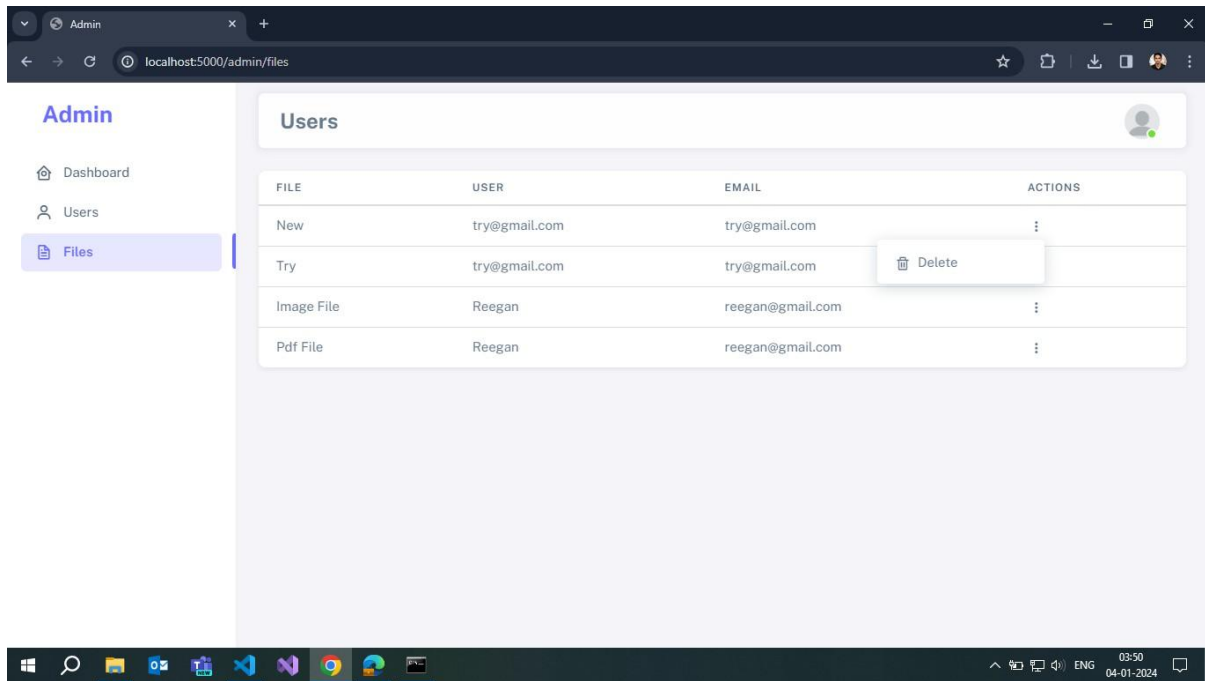 Admin
localhost:5000/admin/files
Admin
Users
Dashboard
Users
Files
FILE USER EMAIL ACTIONS
New try@gmail.com try@gmail.com
Try try@gmail.com try@gmail.com
Delete
Image File Reegan reegan@gmail.com
Pdf File Reegan reegan@gmail.com
ENG
03:50
04-01-2024